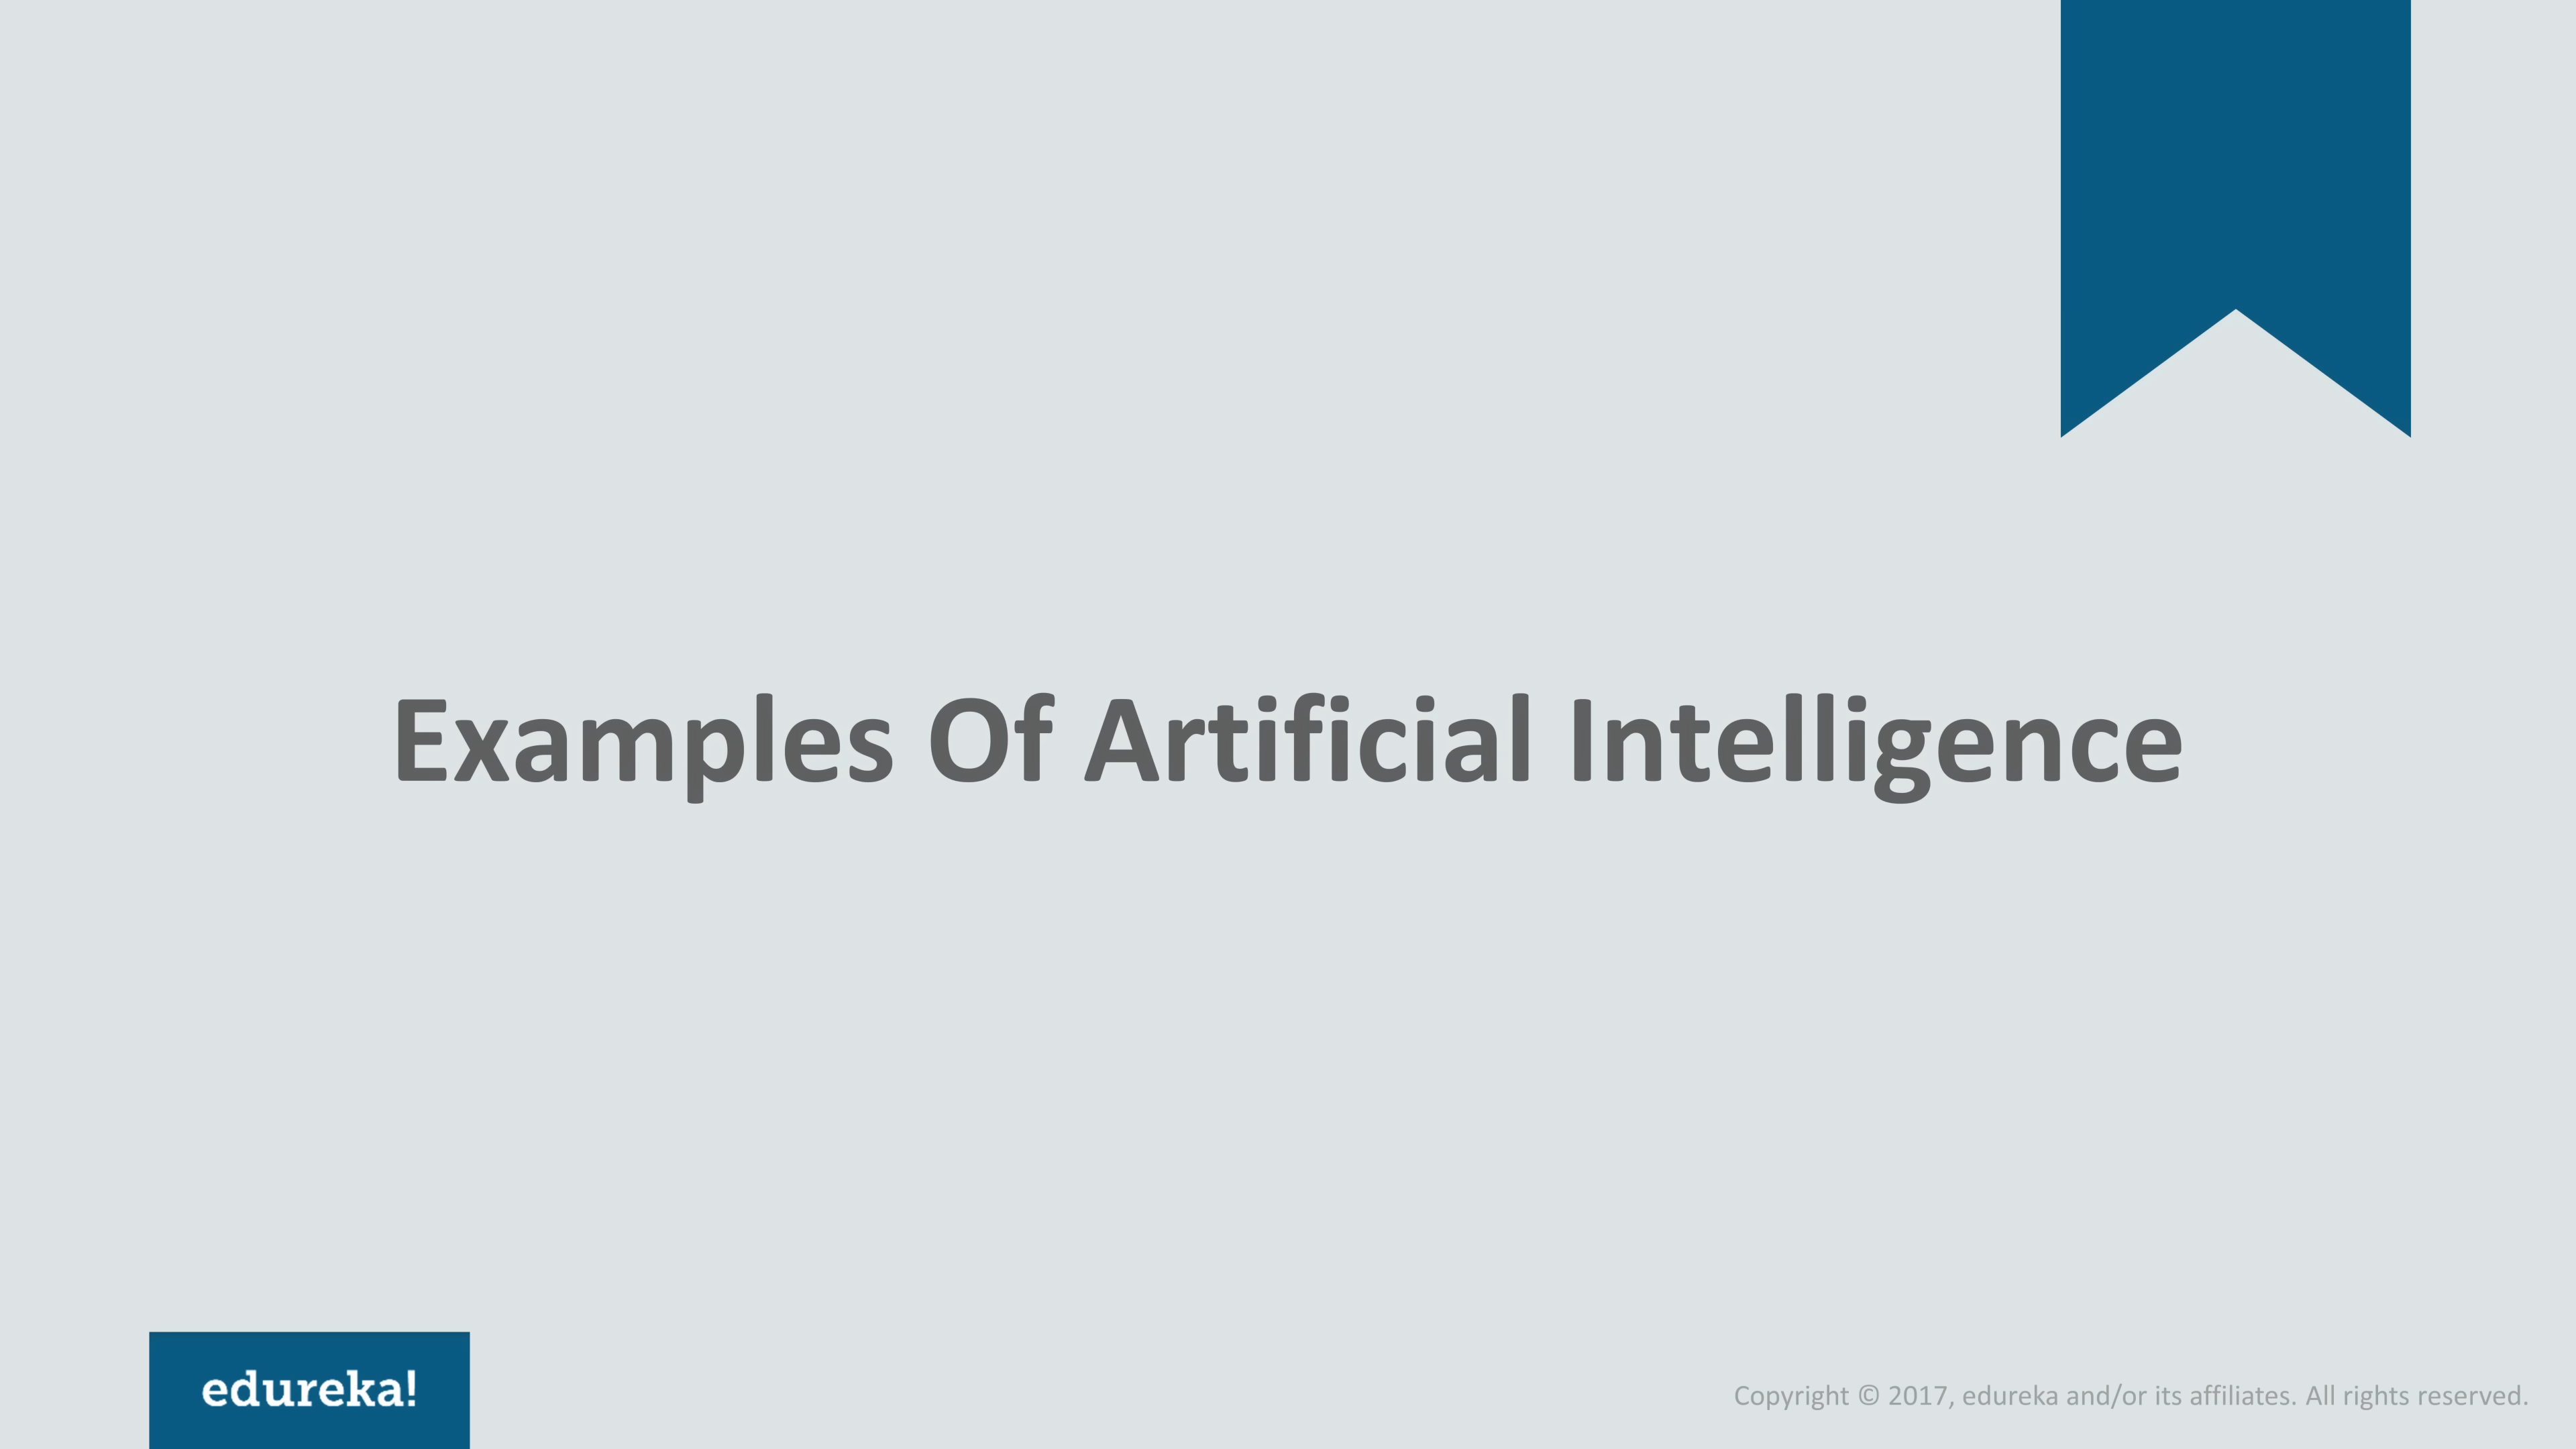 Examples Of Artificial Intelligence
edureka!
Copyright © 2017, edureka and/or its affiliates. All rights reserved.